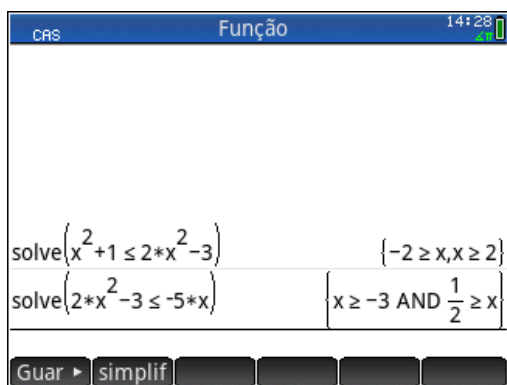 CAS Função 14:28
∡π
solve(x²+1 ≤ 2*x²-3) {-2 ≥ x,x ≥ 2}
solve(2*x²-3 ≤ -5*x) {x ≥ -3 AND 1/2 ≥ x}
Guar ► simplif